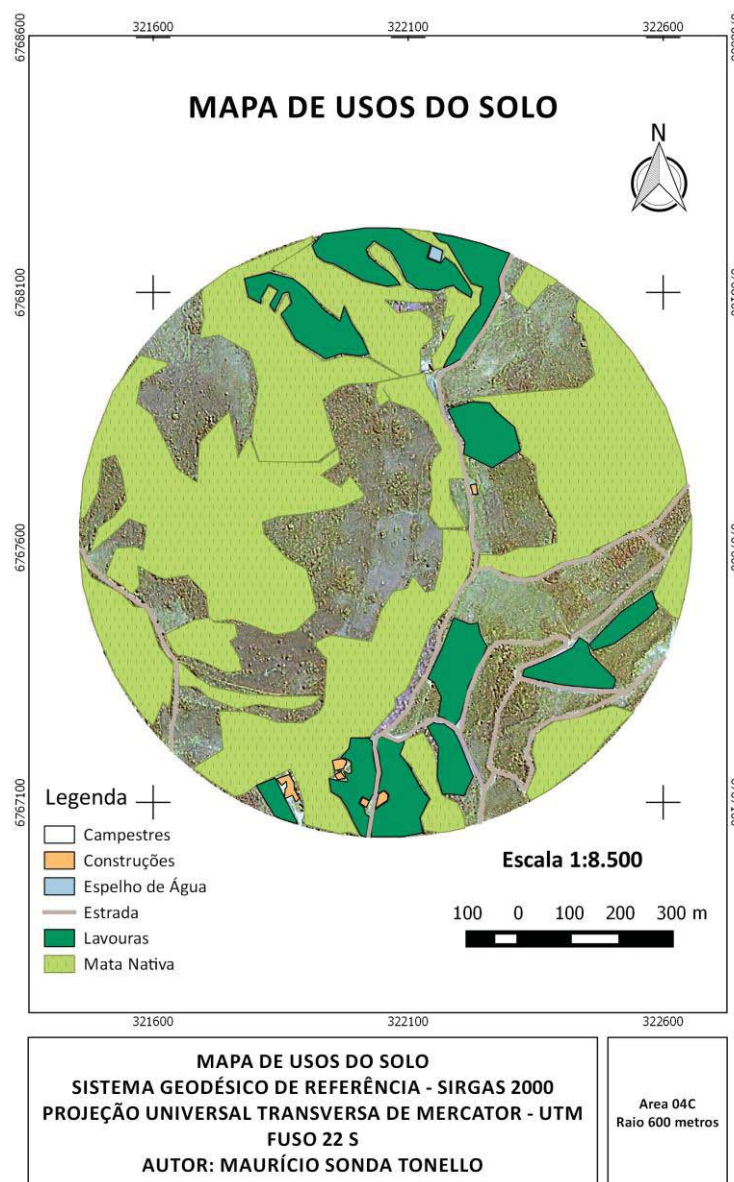 321600 322100 322600
6768600
MAPA DE USOS DO SOLO
N
6768100 6768100
6767600 6767600
6767100 6767100
Legenda
Campestres
Construções
Espelho de Água
Estrada
Lavouras
Mata Nativa
Escala 1:8.500
100 0 100 200 300 m
321600 322100 322600
MAPA DE USOS DO SOLO
SISTEMA GEODÉSICO DE REFERÊNCIA - SIRGAS 2000
PROJEÇÃO UNIVERSAL TRANSVERSA DE MERCATOR - UTM
FUSO 22 S
AUTOR: MAURÍCIO SONDA TONELLO
Area 04C
Raio 600 metros